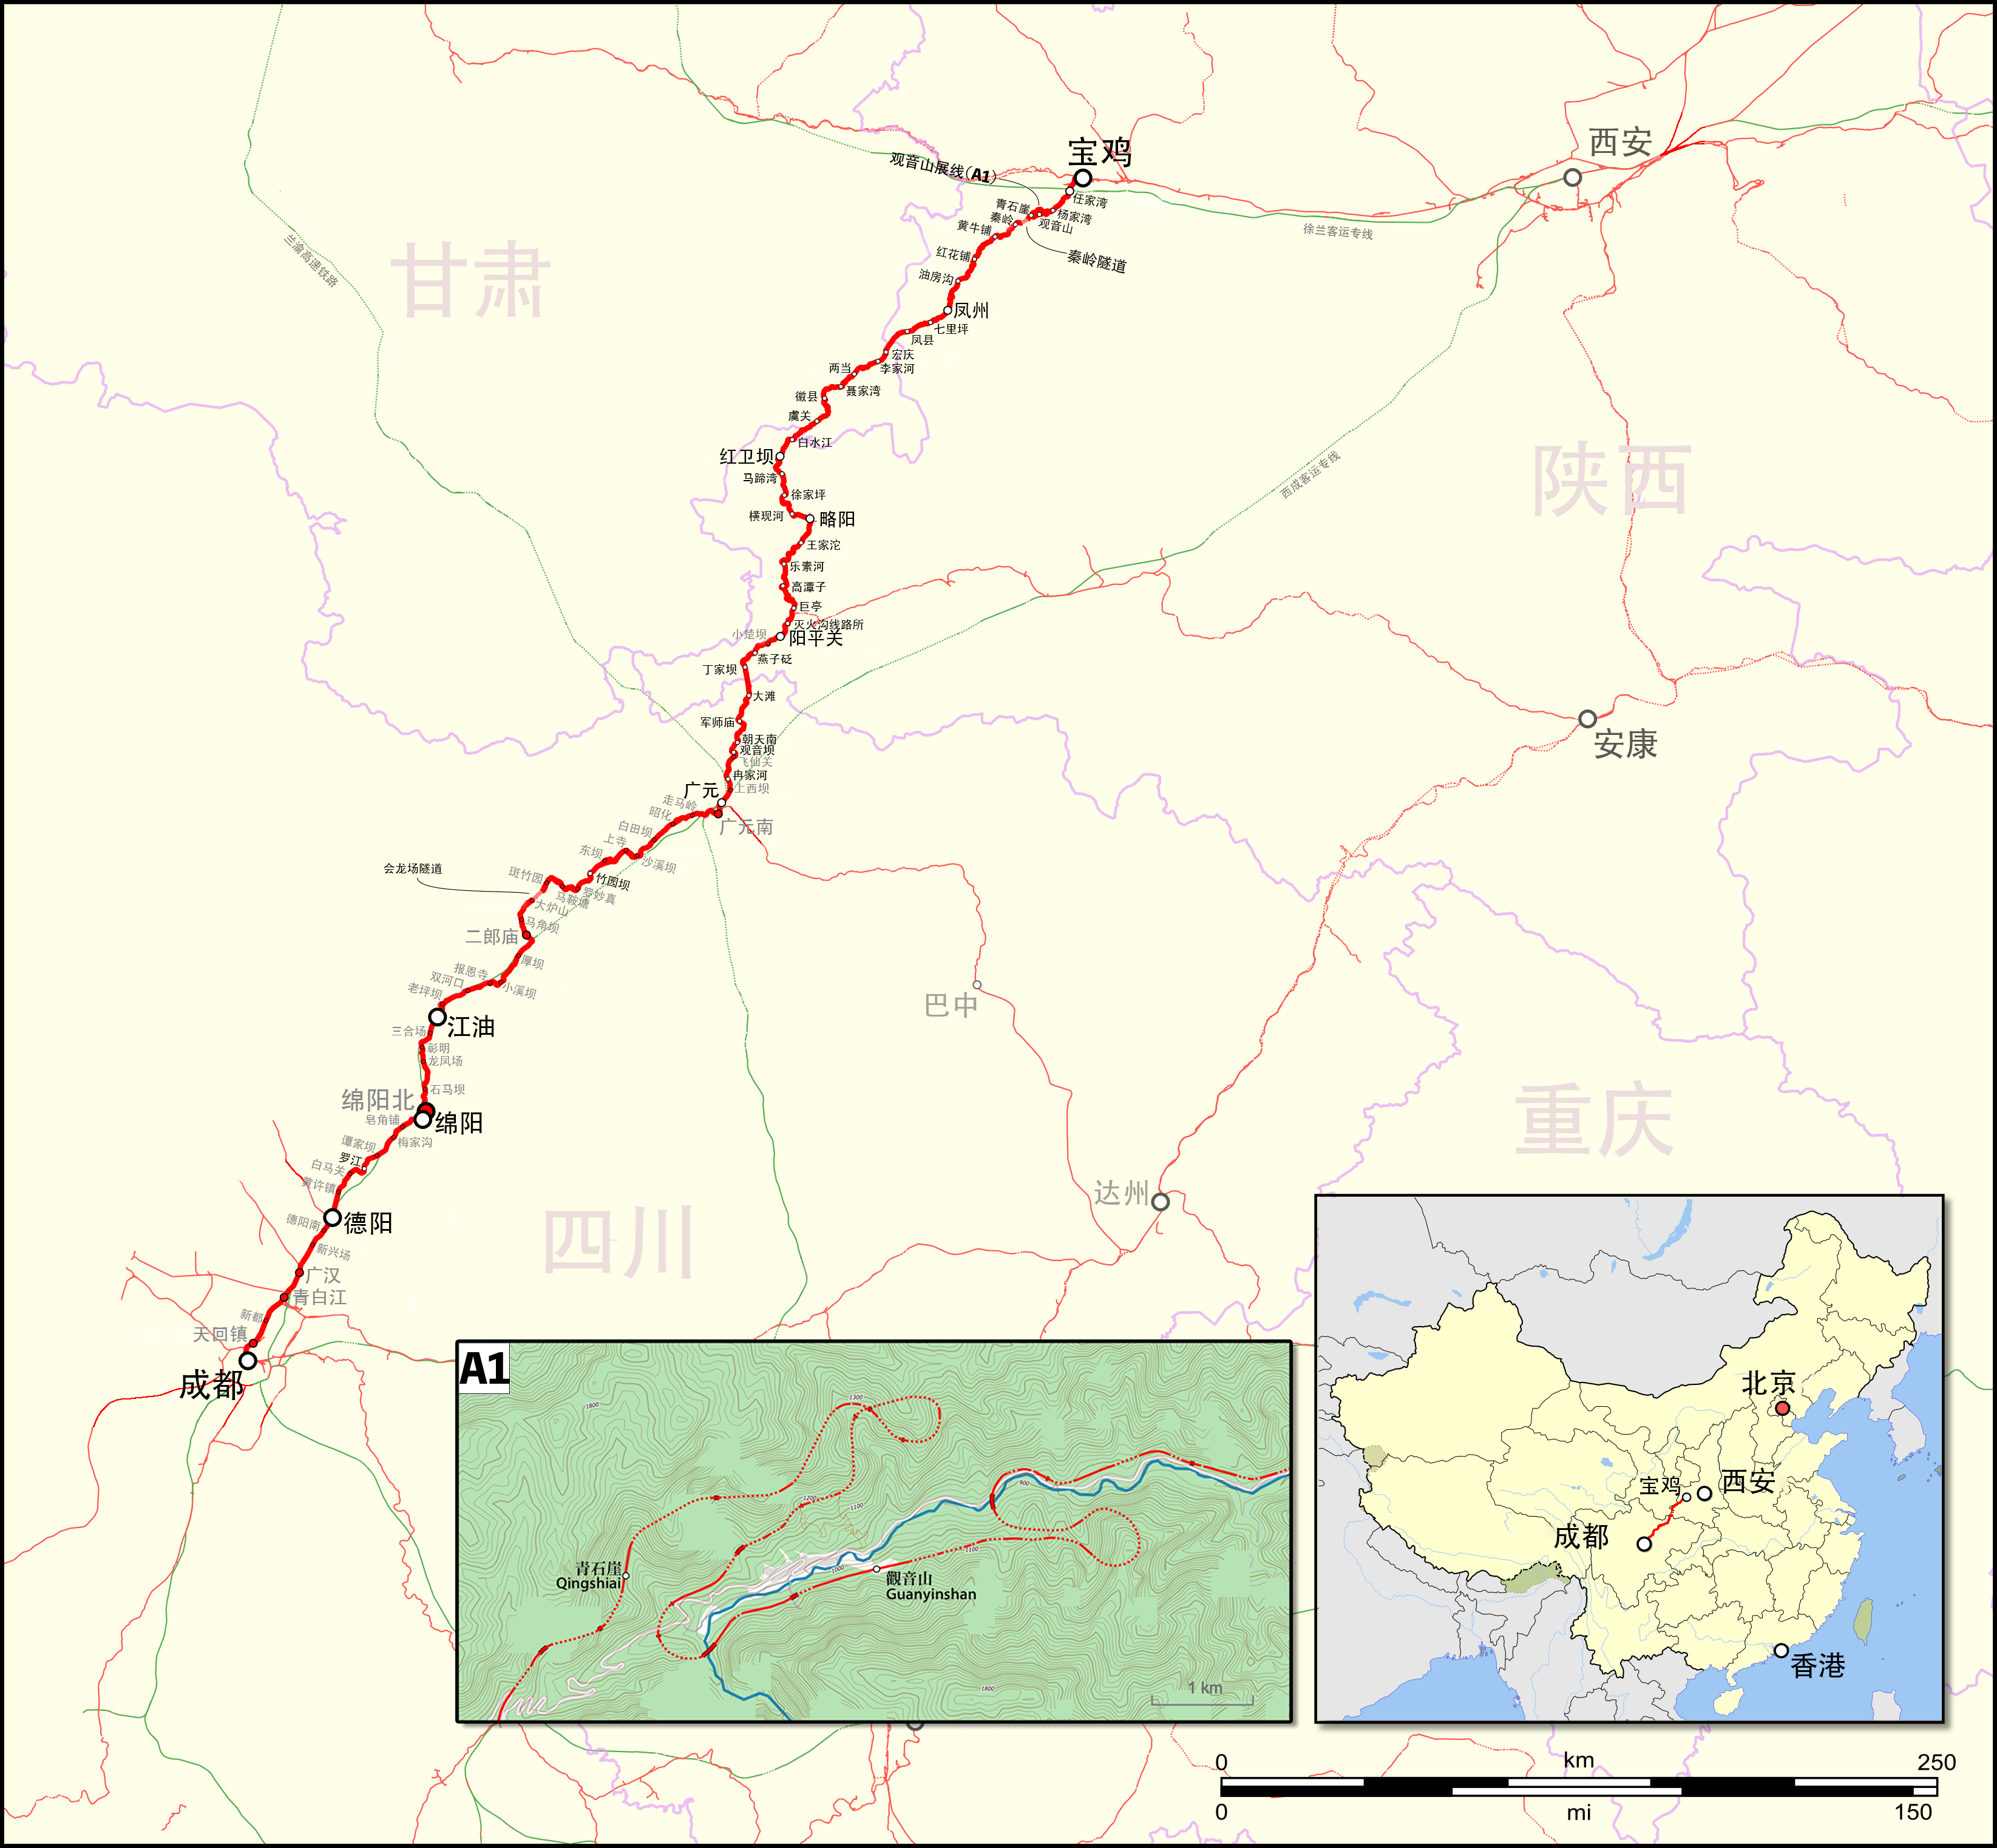 宝鸡
西安
观音山展线(A1)
任家湾
青石崖
杨家湾
秦岭
观音山
黄牛铺
徐兰客运专线
兰渝高速铁路
甘肃
红花铺
秦岭隧道
油房沟
凤州
七里坪
凤县
宏庆
两当
李家河
聂家湾
徽县
虞关
白水江
红卫坝
陕西
西成客运专线
马蹄湾
徐家坪
横现河
略阳
王家沱
乐素河
高潭子
巨亭
灭火沟线路所
小楚坝
阳平关
燕子砭
丁家坝
大滩
军师庙
安康
朝天南
观音坝
飞仙关
冉家河
上西坝
广元
走马岭
昭化
广元南
白田坝
上寺
东坝
沙溪坝
会龙场隧道
斑竹园
竹园坝
罗妙真
马鞍塘
大炉山
马角坝
二郎庙
厚坝
报恩寺
双河口
小溪坝
老坪坝
巴中
江油
三合场
彰明
龙凤场
石马坝
绵阳北
皂角铺
绵阳
重庆
梅家沟
谭家坝
罗江
白马关
黄许镇
达州
德阳
德阳南
四川
新兴场
广汉
青白江
新都
天回镇
成都
A1
1300
1800
1200
1100
900
1100
1000
青石崖
Qingshiai
觀音山
Guanyinshan
1800
1 km
北京
宝鸡
西安
成都
香港
0
km
250
0
mi
150